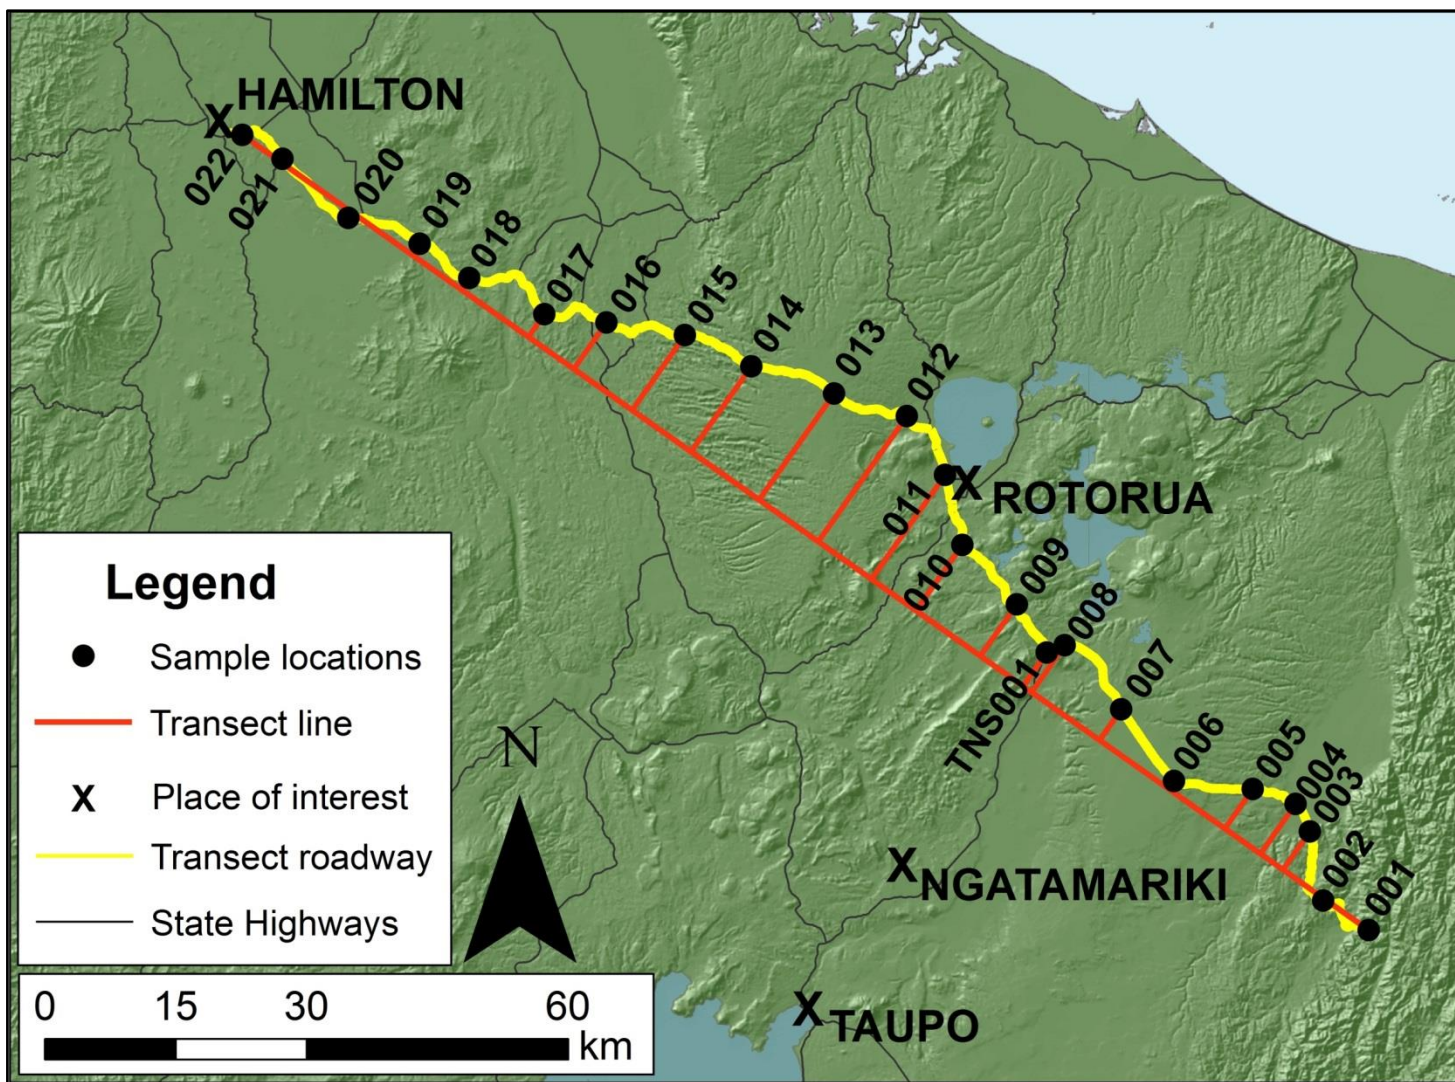 HAMILTON
022
021
020
019
018
017
016
015
014
013
012
011
ROTORUA
010
009
008
TNS001
007
006
005
004
003
002
001
NGATAMARIKI
TAUPO
N
Legend
Sample locations
Transect line
X Place of interest
Transect roadway
State Highways
0 15 30 60
km